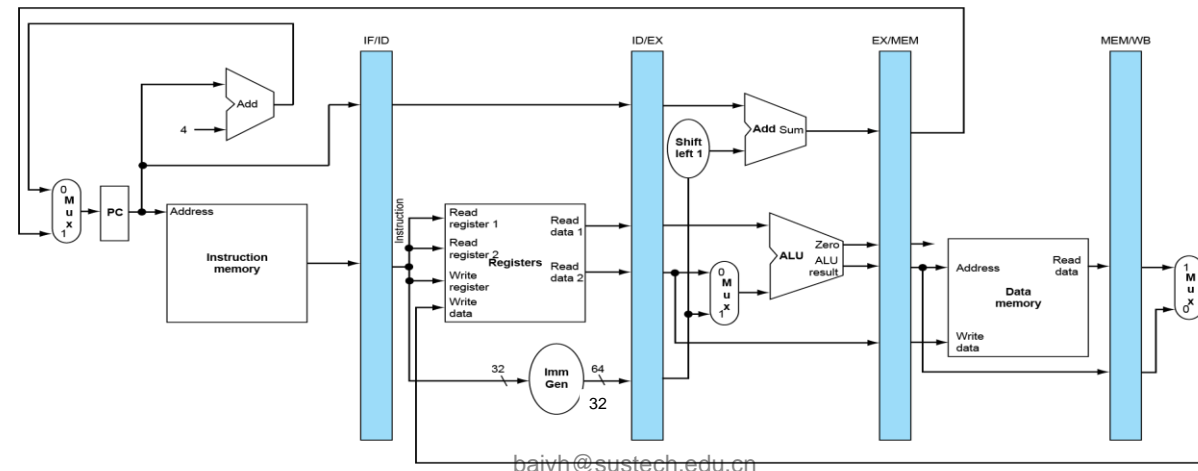 IF/ID
ID/EX
EX/MEM
MEM/WB
Add
4
Shift
left 1
Add Sum
0
M
u
x
1
PC
Address
Instruction
memory
Instruction
Read
register 1
Read
register 2
Write
register
Write
data
Registers
Read
data 1
Read
data 2
0
M
u
x
1
Zero
ALU
ALU
result
Address
Read
data
Data
memory
Write
data
1
M
u
x
0
32
Imm
Gen
64
32
baiyh@sustech.edu.cn